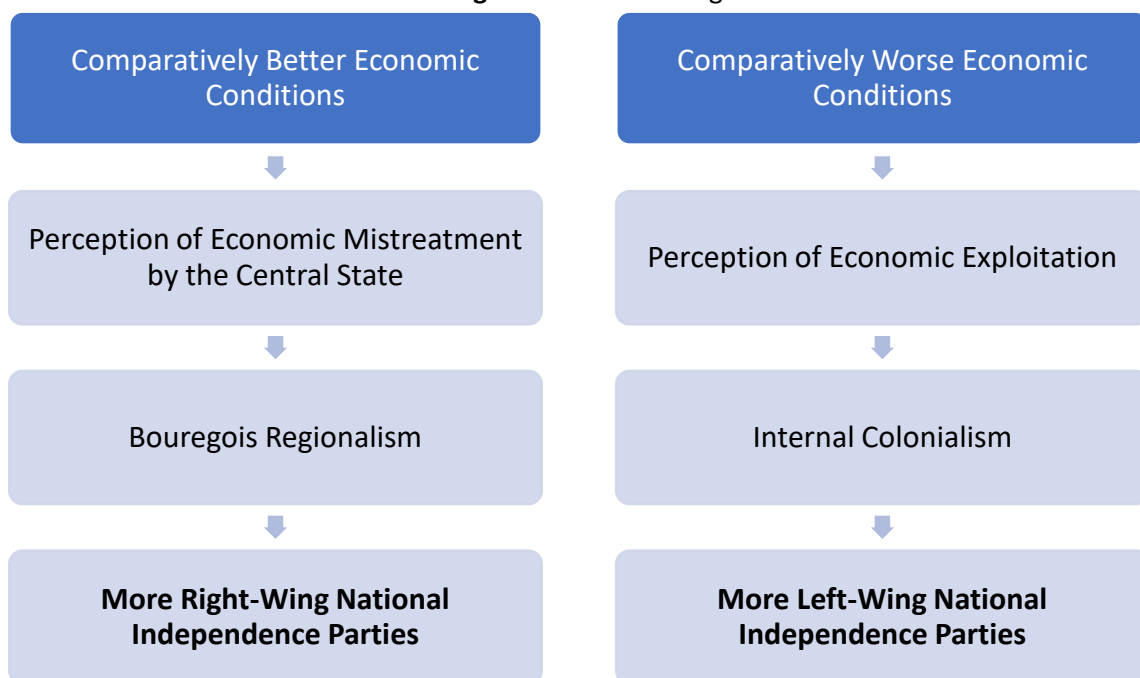 Comparatively Better Economic
Conditions
Perception of Economic Mistreatment
by the Central State
Bouregois Regionalism
More Right-Wing National
Independence Parties
Comparatively Worse Economic
Conditions
Perception of Economic Exploitation
Internal Colonialism
More Left-Wing National
Independence Parties